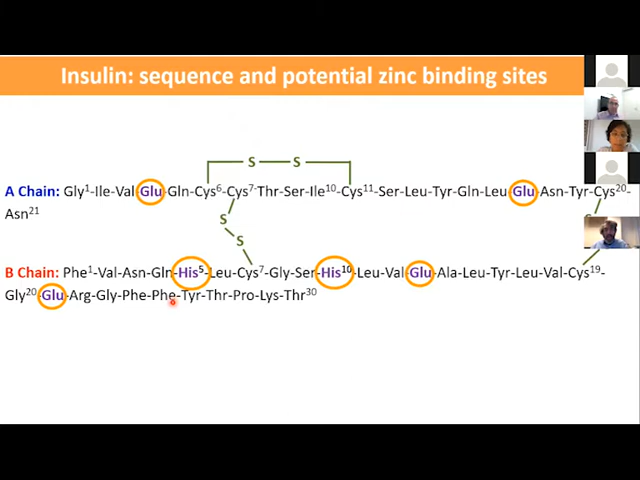 Insulin: sequence and potential zinc binding sites
S S
A Chain: Gly¹-Ile-Val-Glu-Gln-Cys⁶-Cys⁷-Thr-Ser-Ile¹⁰-Cys¹¹-Ser-Leu-Tyr-Gln-Leu-Glu-Asn-Tyr-Cys²⁰-
Asn²¹
S
S
B Chain: Phe¹-Val-Asn-Gln-His⁵-Leu-Cys⁷-Gly-Ser-His¹⁰-Leu-Val-Glu-Ala-Leu-Tyr-Leu-Val-Cys¹⁹-
Gly²⁰-Glu-Arg-Gly-Phe-Phe-Tyr-Thr-Pro-Lys-Thr³⁰